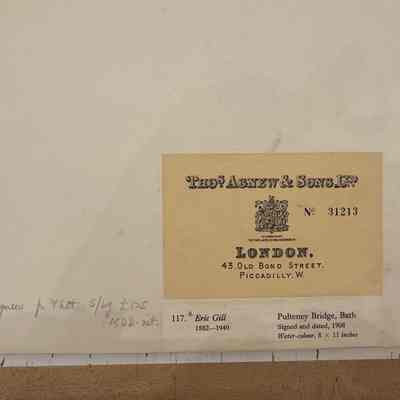 Thos. Agnew & Sons, Ltd.
No 31213
London.
43, Old Bond Street,
Piccadilly, W.
117. Eric Gill
1882—1940
Pulteney Bridge, Bath
Signed and dated, 1908
Water-colour, 8 × 11 inches
£125